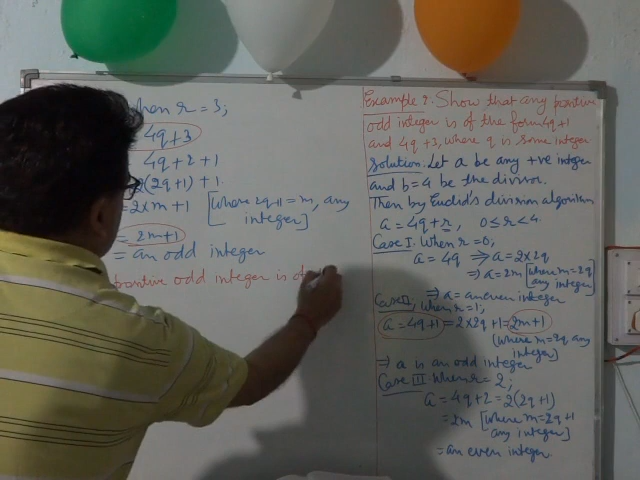 hen r = 3;
4q+3
4q+2+1
2(2q+1)+1
= 2×m+1 [where 2q+1=m, any
integer]
= 2m+1
= an odd integer
positive odd integer is of
Example 2. Show that any positive
odd integer is of the form 4q+1
and 4q+3, where q is some integer
Solution: Let a be any +ve integer
and b=4 be the divisor.
Then by Euclid's division algorithm
a = 4q+r, 0≤r<4.
Case I. When r=0;
a = 4q ⇒ a = 2×2q
⇒ a = 2m [where m=2q
any integer]
⇒ a = an even integer
Case II; When r=1;
a = 4q+1 = 2×2q+1 = 2m+1
(where m=2q, any
integer)
⇒ a is an odd integer
Case III. When r= 2;
a = 4q+2 = 2(2q+1)
= 2m [where m=2q+1
any integer]
= an even integer.